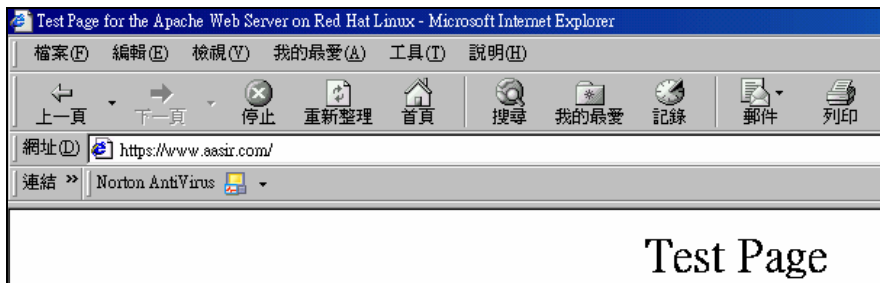 Test Page for the Apache Web Server on Red Hat Linux - Microsoft Internet Explorer
檔案(F) 編輯(E) 檢視(V) 我的最愛(A) 工具(T) 說明(H)
上一頁 下一頁 停止 重新整理 首頁 搜尋 我的最愛 記錄 郵件 列印
網址(D) https://www.aasir.com/
連結 » Norton AntiVirus
Test Page